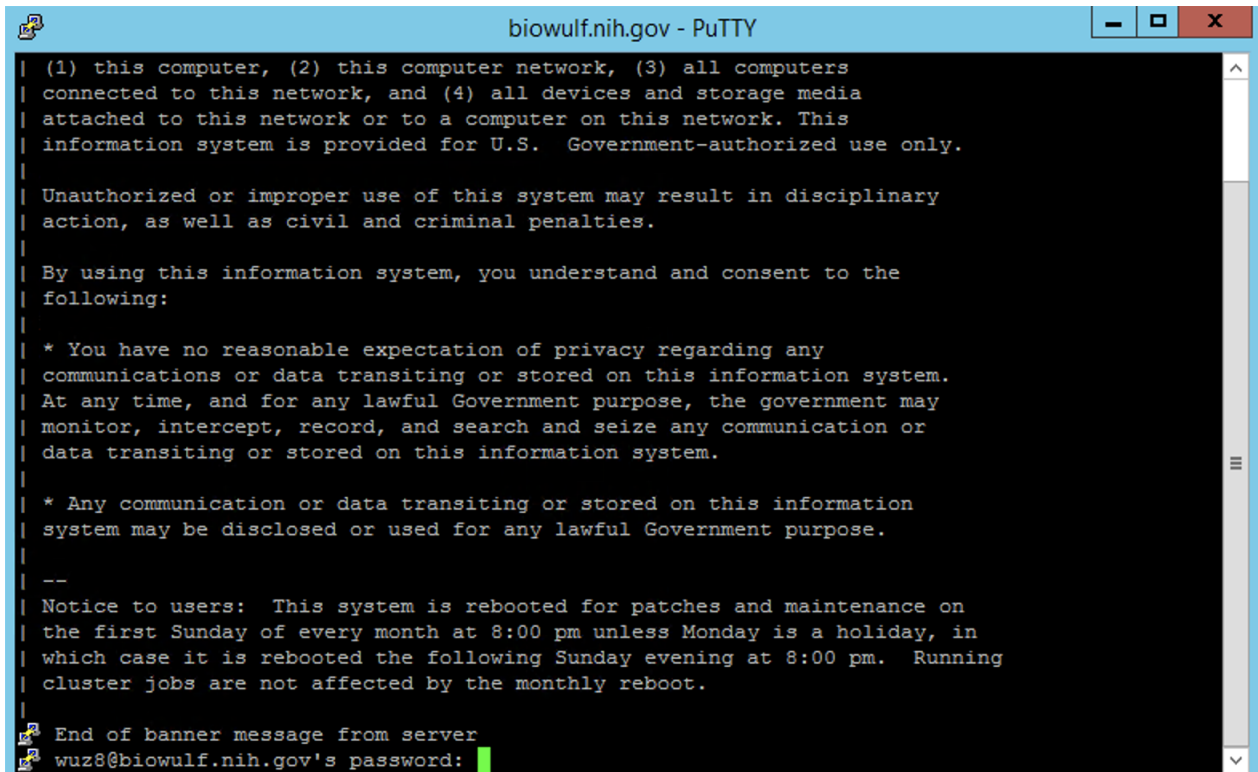 biowulf.nih.gov - PuTTY
| (1) this computer, (2) this computer network, (3) all computers
| connected to this network, and (4) all devices and storage media
| attached to this network or to a computer on this network. This
| information system is provided for U.S.  Government-authorized use only.
|
| Unauthorized or improper use of this system may result in disciplinary
| action, as well as civil and criminal penalties.
|
| By using this information system, you understand and consent to the
| following:
|
| * You have no reasonable expectation of privacy regarding any
| communications or data transiting or stored on this information system.
| At any time, and for any lawful Government purpose, the government may
| monitor, intercept, record, and search and seize any communication or
| data transiting or stored on this information system.
|
| * Any communication or data transiting or stored on this information
| system may be disclosed or used for any lawful Government purpose.
|
| --
| Notice to users:  This system is rebooted for patches and maintenance on
| the first Sunday of every month at 8:00 pm unless Monday is a holiday, in
| which case it is rebooted the following Sunday evening at 8:00 pm.  Running
| cluster jobs are not affected by the monthly reboot.
|
End of banner message from server
wuz8@biowulf.nih.gov's password: